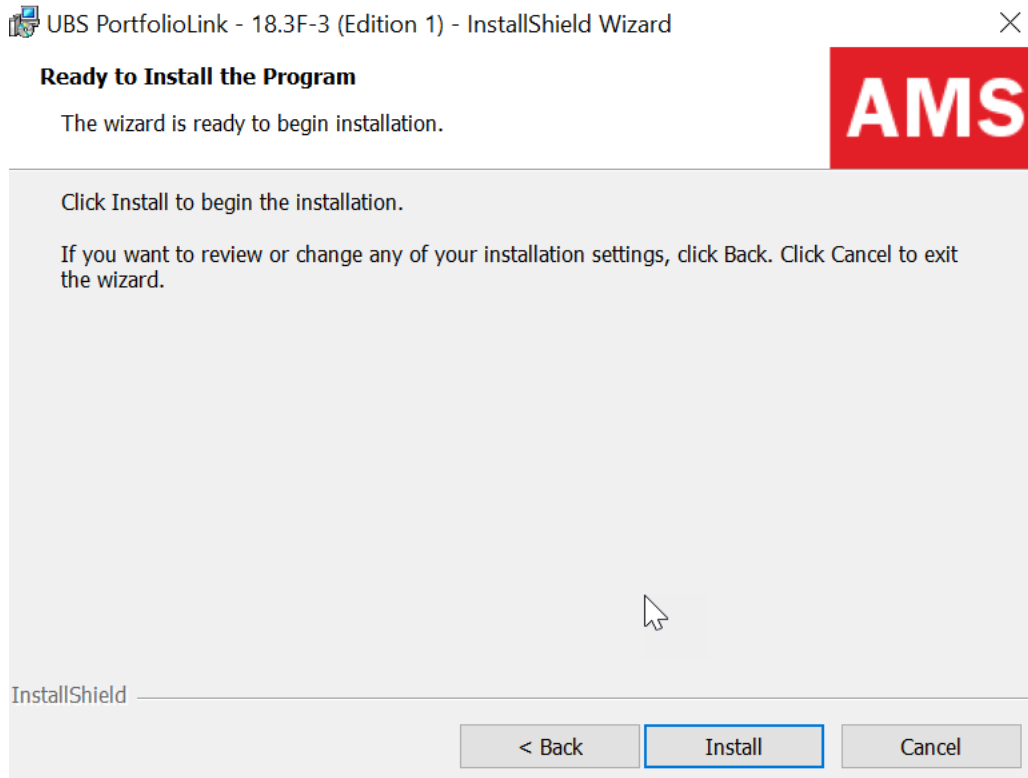 UBS PortfolioLink - 18.3F-3 (Edition 1) - InstallShield Wizard
Ready to Install the Program
The wizard is ready to begin installation.
AMS
Click Install to begin the installation.
If you want to review or change any of your installation settings, click Back. Click Cancel to exit
the wizard.
InstallShield
< Back
Install
Cancel